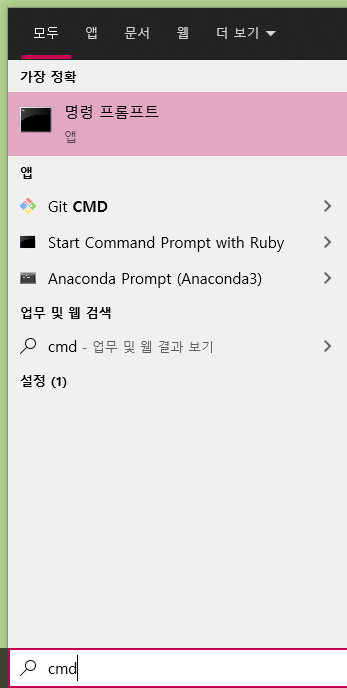 모두 앱 문서 웹 더 보기
가장 정확
명령 프롬프트
앱
앱
Git CMD
Start Command Prompt with Ruby
Anaconda Prompt (Anaconda3)
업무 및 웹 검색
cmd - 업무 및 웹 결과 보기
설정 (1)
cmd